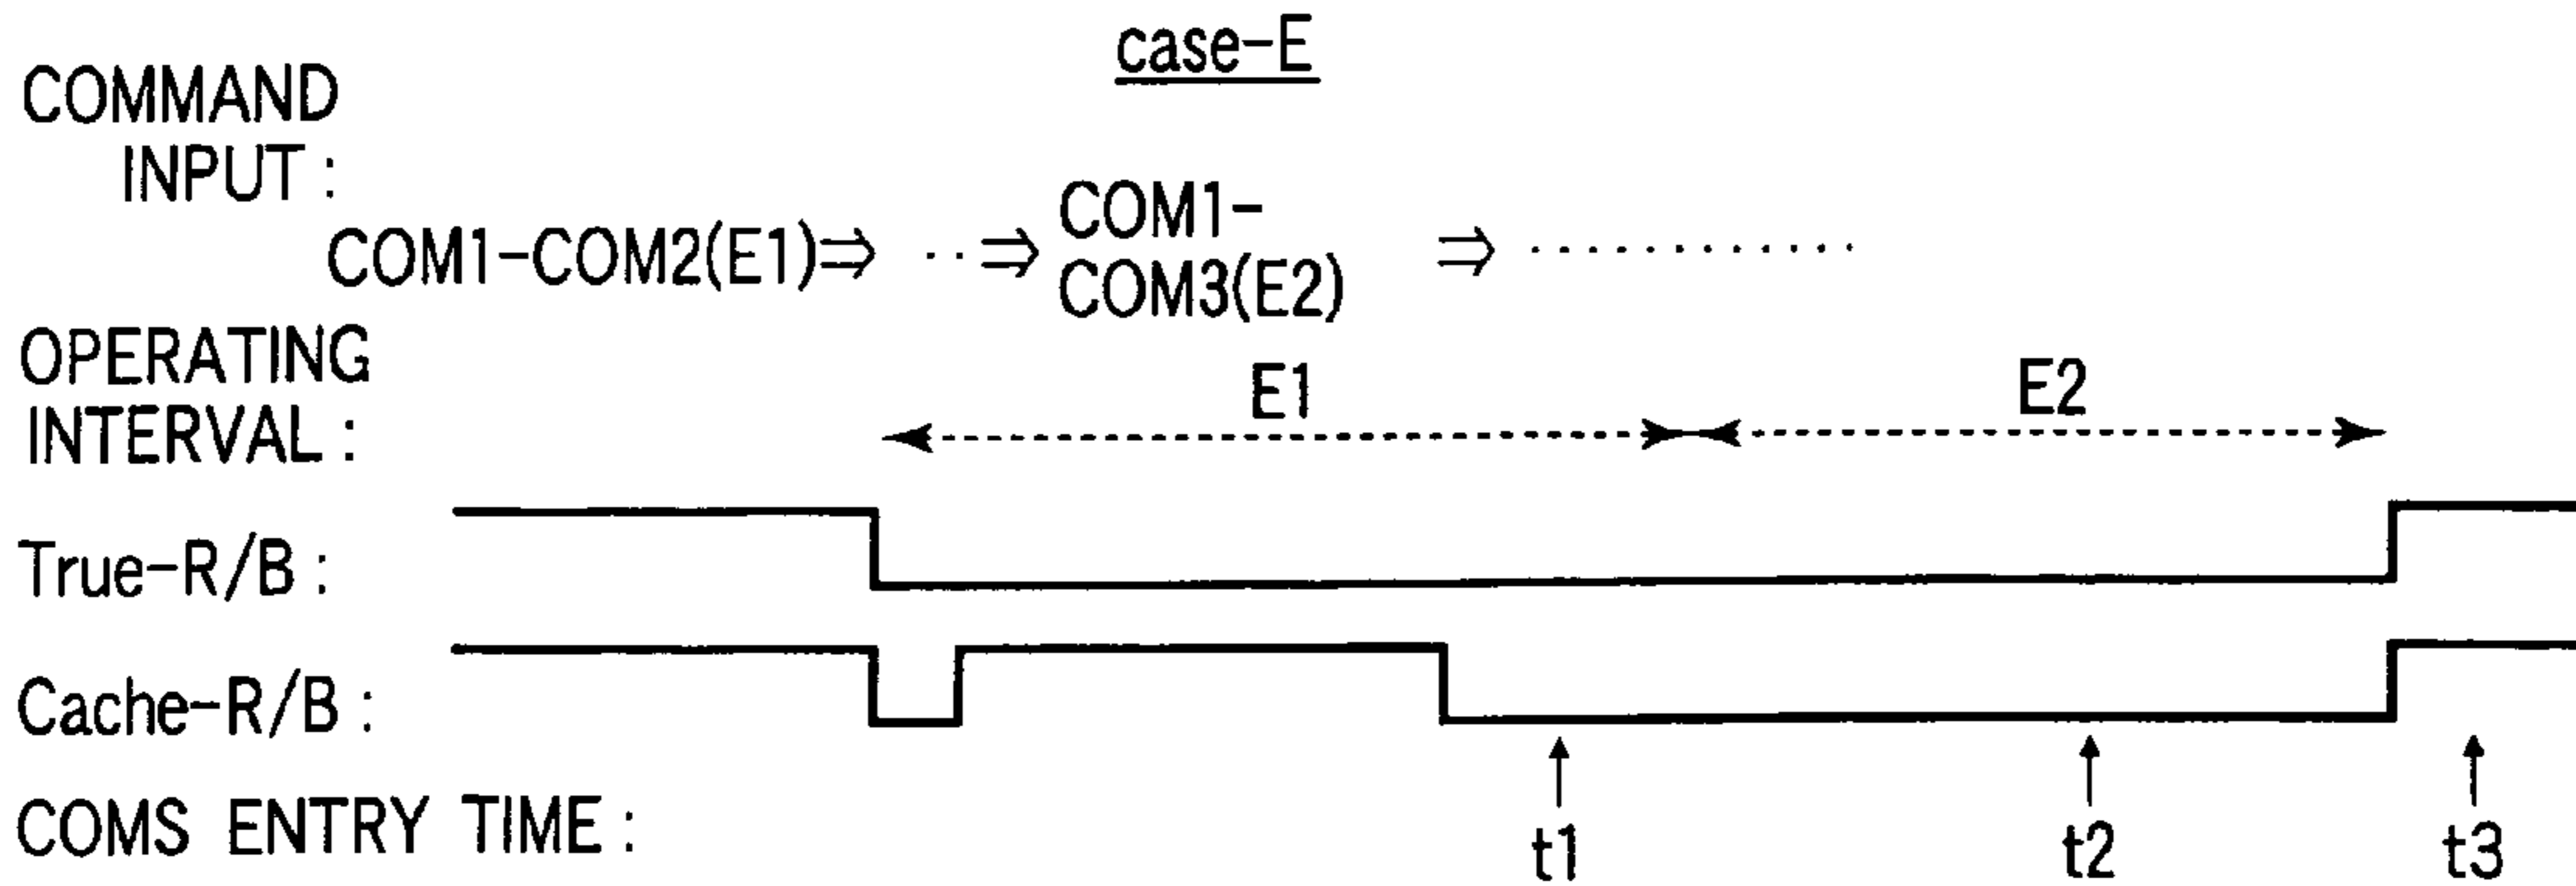 case-E
COMMAND
INPUT :
COM1-COM2(E1)⇒ ··⇒ COM1-
COM3(E2) ⇒ ············
OPERATING
INTERVAL :
E1
E2
True-R/B :
Cache-R/B :
COMS ENTRY TIME :
t1
t2
t3